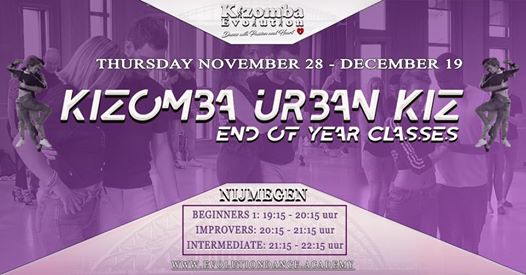 Kizomba
Evolution
Dance with Passion and Heart
THURSDAY NOVEMBER 28 - DECEMBER 19
KIZOMBA URBAN KIZ
END OF YEAR CLASSES
NIJMEGEN
BEGINNERS 1: 19:15 - 20:15 uur
IMPROVERS: 20:15 - 21:15 uur
INTERMEDIATE: 21:15 - 22:15 uur
WWW.EVOLUTIONDANCE.ACADEMY